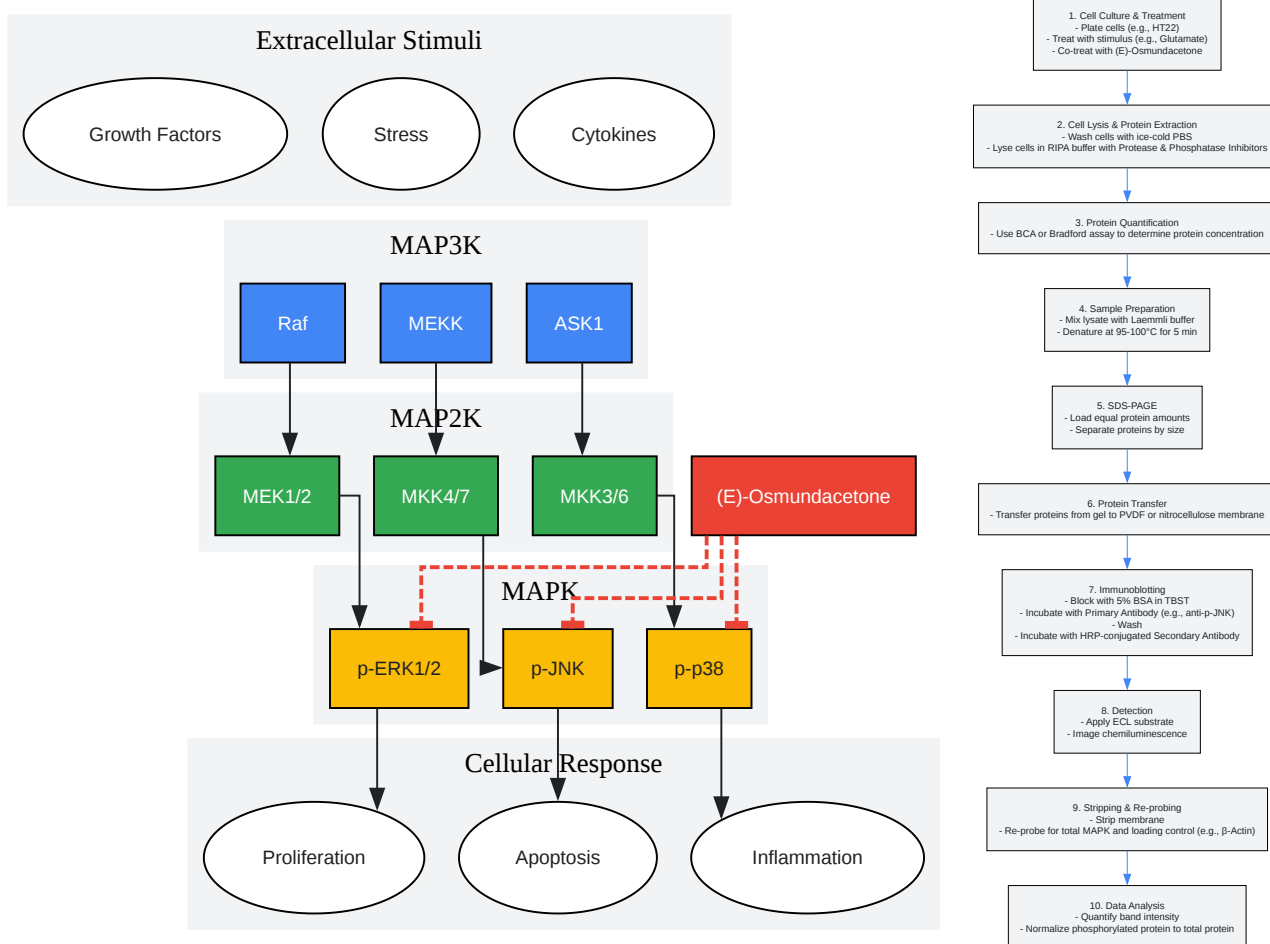 Extracellular Stimuli
Growth Factors
Stress
Cytokines
MAP3K
Raf
MEKK
ASK1
MAP2K
MEK1/2
MKK4/7
MKK3/6
(E)-Osmundacetone
MAPK
p-ERK1/2
p-JNK
p-p38
Cellular Response
Proliferation
Apoptosis
Inflammation
1. Cell Culture & Treatment
- Plate cells (e.g., HT22)
- Treat with stimulus (e.g., Glutamate)
- Co-treat with (E)-Osmundacetone
2. Cell Lysis & Protein Extraction
- Wash cells with ice-cold PBS
- Lyse cells in RIPA buffer with Protease & Phosphatase Inhibitors
3. Protein Quantification
- Use BCA or Bradford assay to determine protein concentration
4. Sample Preparation
- Mix lysate with Laemmli buffer
- Denature at 95-100°C for 5 min
5. SDS-PAGE
- Load equal protein amounts
- Separate proteins by size
6. Protein Transfer
- Transfer proteins from gel to PVDF or nitrocellulose membrane
7. Immunoblotting
- Block with 5% BSA in TBST
- Incubate with Primary Antibody (e.g., anti-p-JNK)
- Wash
- Incubate with HRP-conjugated Secondary Antibody
8. Detection
- Apply ECL substrate
- Image chemiluminescence
9. Stripping & Re-probing
- Strip membrane
- Re-probe for total MAPK and loading control (e.g., β-Actin)
10. Data Analysis
- Quantify band intensity
- Normalize phosphorylated protein to total protein